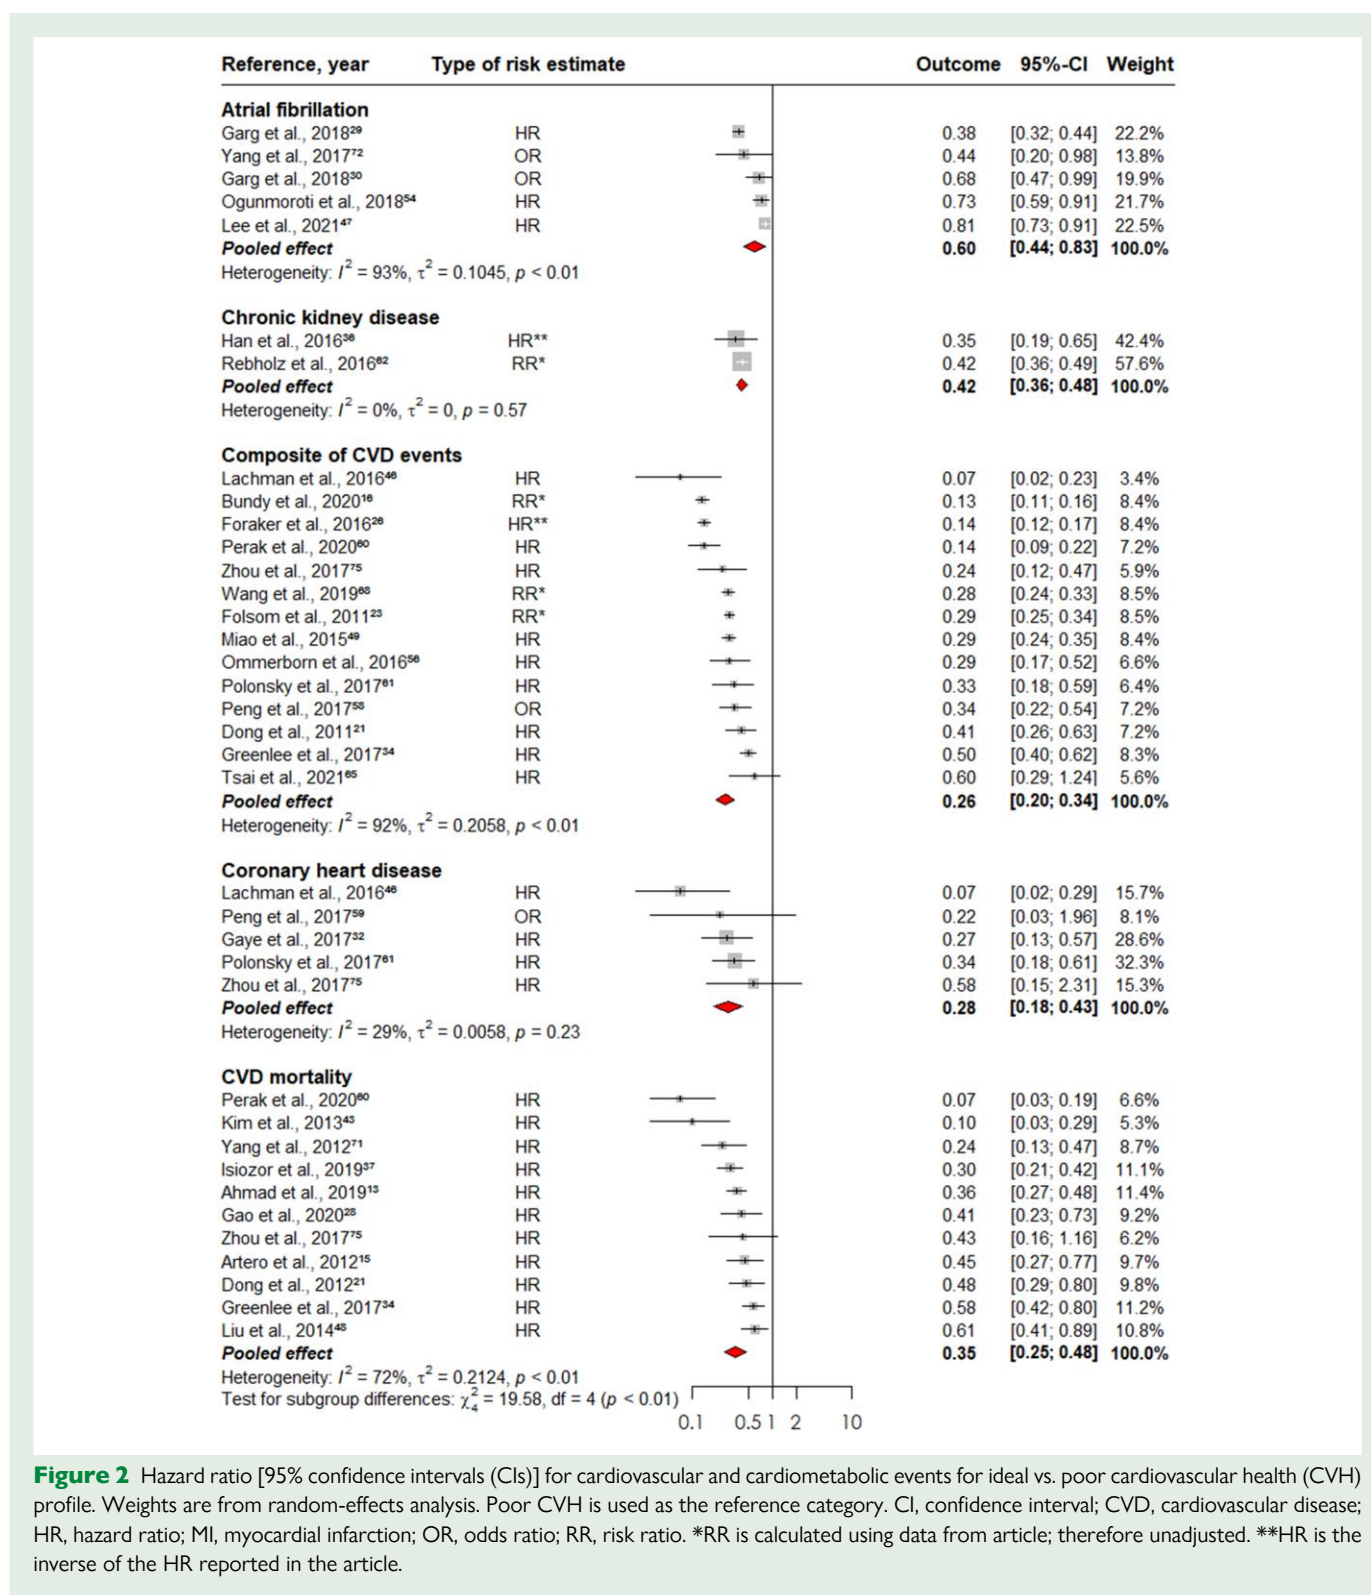 Reference, year Type of risk estimate Outcome 95%-CI Weight
Atrial fibrillation
Garg et al., 2018²⁹ HR 0.38 [0.32; 0.44] 22.2%
Yang et al., 2017⁷² OR 0.44 [0.20; 0.98] 13.8%
Garg et al., 2018³⁰ OR 0.68 [0.47; 0.99] 19.9%
Ogunmoroti et al., 2018⁵⁴ HR 0.73 [0.59; 0.91] 21.7%
Lee et al., 2021⁴⁷ HR 0.81 [0.73; 0.91] 22.5%
Pooled effect 0.60 [0.44; 0.83] 100.0%
Heterogeneity: I² = 93%, τ² = 0.1045, p < 0.01
Chronic kidney disease
Han et al., 2016³⁶ HR** 0.35 [0.19; 0.65] 42.4%
Rebholz et al., 2016⁶² RR* 0.42 [0.36; 0.49] 57.6%
Pooled effect 0.42 [0.36; 0.48] 100.0%
Heterogeneity: I² = 0%, τ² = 0, p = 0.57
Composite of CVD events
Lachman et al., 2016⁴⁶ HR 0.07 [0.02; 0.23] 3.4%
Bundy et al., 2020¹⁶ RR* 0.13 [0.11; 0.16] 8.4%
Foraker et al., 2016²⁶ HR** 0.14 [0.12; 0.17] 8.4%
Perak et al., 2020⁶⁰ HR 0.14 [0.09; 0.22] 7.2%
Zhou et al., 2017⁷⁵ HR 0.24 [0.12; 0.47] 5.9%
Wang et al., 2019⁶⁸ RR* 0.28 [0.24; 0.33] 8.5%
Folsom et al., 2011²³ RR* 0.29 [0.25; 0.34] 8.5%
Miao et al., 2015⁴⁹ HR 0.29 [0.24; 0.35] 8.4%
Ommerborn et al., 2016⁵⁶ HR 0.29 [0.17; 0.52] 6.6%
Polonsky et al., 2017⁶¹ HR 0.33 [0.18; 0.59] 6.4%
Peng et al., 2017⁵⁸ OR 0.34 [0.22; 0.54] 7.2%
Dong et al., 2011²¹ HR 0.41 [0.26; 0.63] 7.2%
Greenlee et al., 2017³⁴ HR 0.50 [0.40; 0.62] 8.3%
Tsai et al., 2021⁶⁵ HR 0.60 [0.29; 1.24] 5.6%
Pooled effect 0.26 [0.20; 0.34] 100.0%
Heterogeneity: I² = 92%, τ² = 0.2058, p < 0.01
Coronary heart disease
Lachman et al., 2016⁴⁶ HR 0.07 [0.02; 0.29] 15.7%
Peng et al., 2017⁵⁹ OR 0.22 [0.03; 1.96] 8.1%
Gaye et al., 2017³² HR 0.27 [0.13; 0.57] 28.6%
Polonsky et al., 2017⁶¹ HR 0.34 [0.18; 0.61] 32.3%
Zhou et al., 2017⁷⁵ HR 0.58 [0.15; 2.31] 15.3%
Pooled effect 0.28 [0.18; 0.43] 100.0%
Heterogeneity: I² = 29%, τ² = 0.0058, p = 0.23
CVD mortality
Perak et al., 2020⁶⁰ HR 0.07 [0.03; 0.19] 6.6%
Kim et al., 2013⁴³ HR 0.10 [0.03; 0.29] 5.3%
Yang et al., 2012⁷¹ HR 0.24 [0.13; 0.47] 8.7%
Isiozor et al., 2019³⁷ HR 0.30 [0.21; 0.42] 11.1%
Ahmad et al., 2019¹³ HR 0.36 [0.27; 0.48] 11.4%
Gao et al., 2020²⁸ HR 0.41 [0.23; 0.73] 9.2%
Zhou et al., 2017⁷⁵ HR 0.43 [0.16; 1.16] 6.2%
Artero et al., 2012¹⁵ HR 0.45 [0.27; 0.77] 9.7%
Dong et al., 2012²¹ HR 0.48 [0.29; 0.80] 9.8%
Greenlee et al., 2017³⁴ HR 0.58 [0.42; 0.80] 11.2%
Liu et al., 2014⁴⁸ HR 0.61 [0.41; 0.89] 10.8%
Pooled effect 0.35 [0.25; 0.48] 100.0%
Heterogeneity: I² = 72%, τ² = 0.2124, p < 0.01
Test for subgroup differences: χ²₄ = 19.58, df = 4 (p < 0.01)
0.1 0.5 1 2 10
Figure 2 Hazard ratio [95% confidence intervals (CIs)] for cardiovascular and cardiometabolic events for ideal vs. poor cardiovascular health (CVH)
profile. Weights are from random-effects analysis. Poor CVH is used as the reference category. CI, confidence interval; CVD, cardiovascular disease;
HR, hazard ratio; MI, myocardial infarction; OR, odds ratio; RR, risk ratio. *RR is calculated using data from article; therefore unadjusted. **HR is the
inverse of the HR reported in the article.